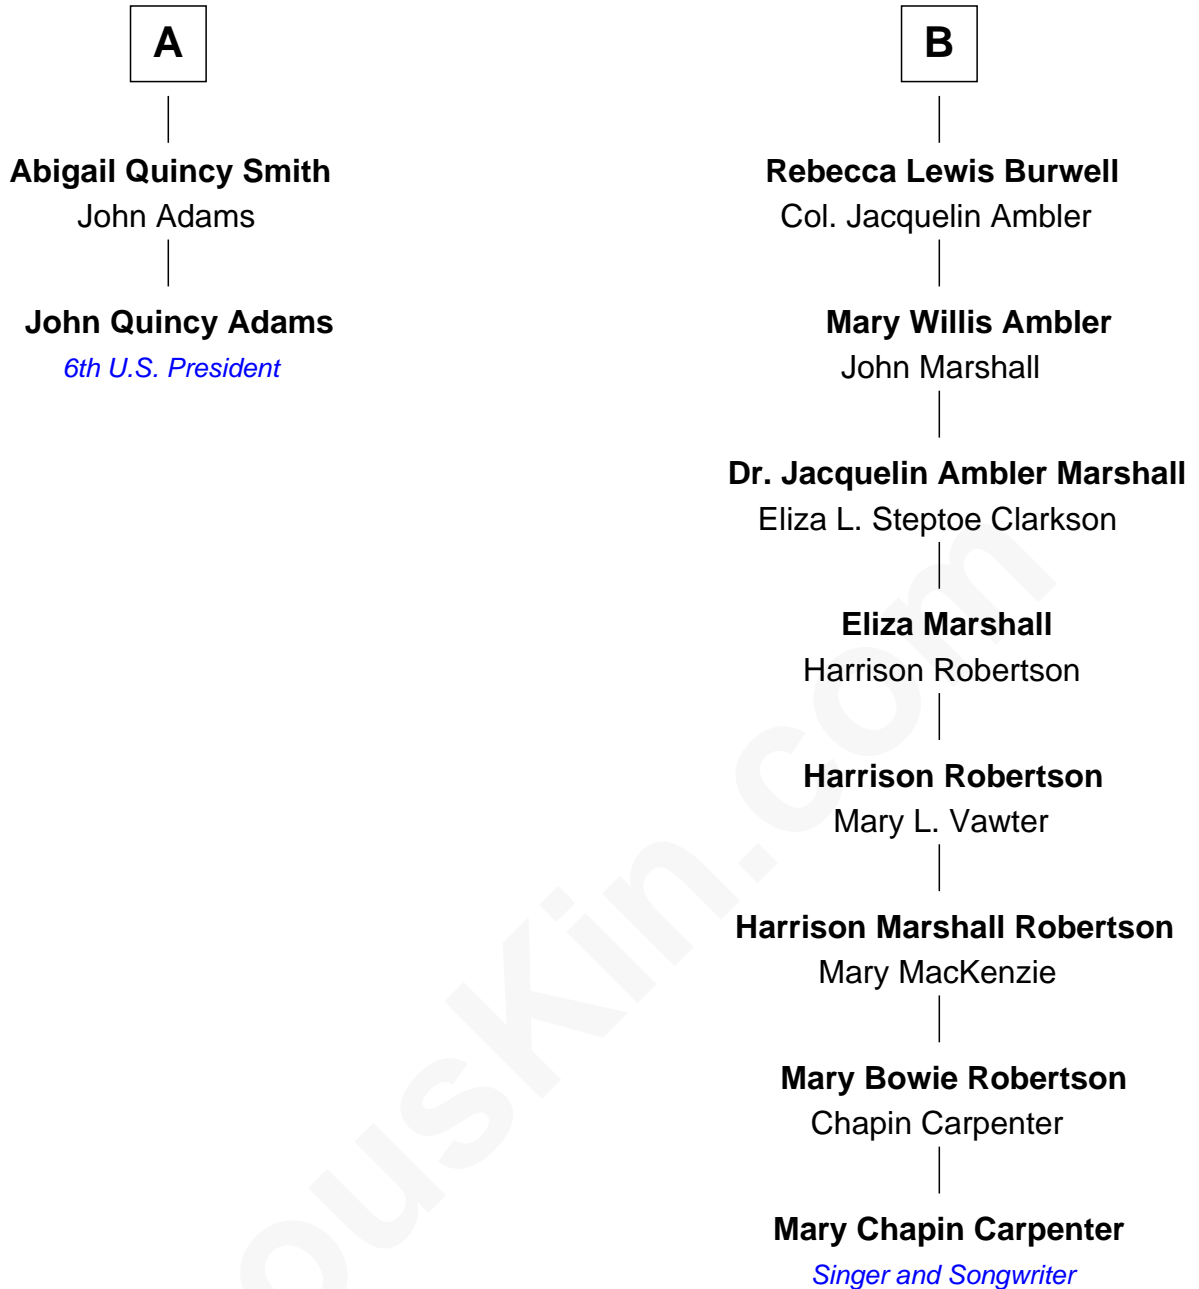 A
Abigail Quincy Smith
John Adams
John Quincy Adams
6th U.S. President
B
Rebecca Lewis Burwell
Col. Jacquelin Ambler
Mary Willis Ambler
John Marshall
Dr. Jacquelin Ambler Marshall
Eliza L. Steptoe Clarkson
Eliza Marshall
Harrison Robertson
Harrison Robertson
Mary L. Vawter
Harrison Marshall Robertson
Mary MacKenzie
Mary Bowie Robertson
Chapin Carpenter
Mary Chapin Carpenter
Singer and Songwriter
ousKin.com